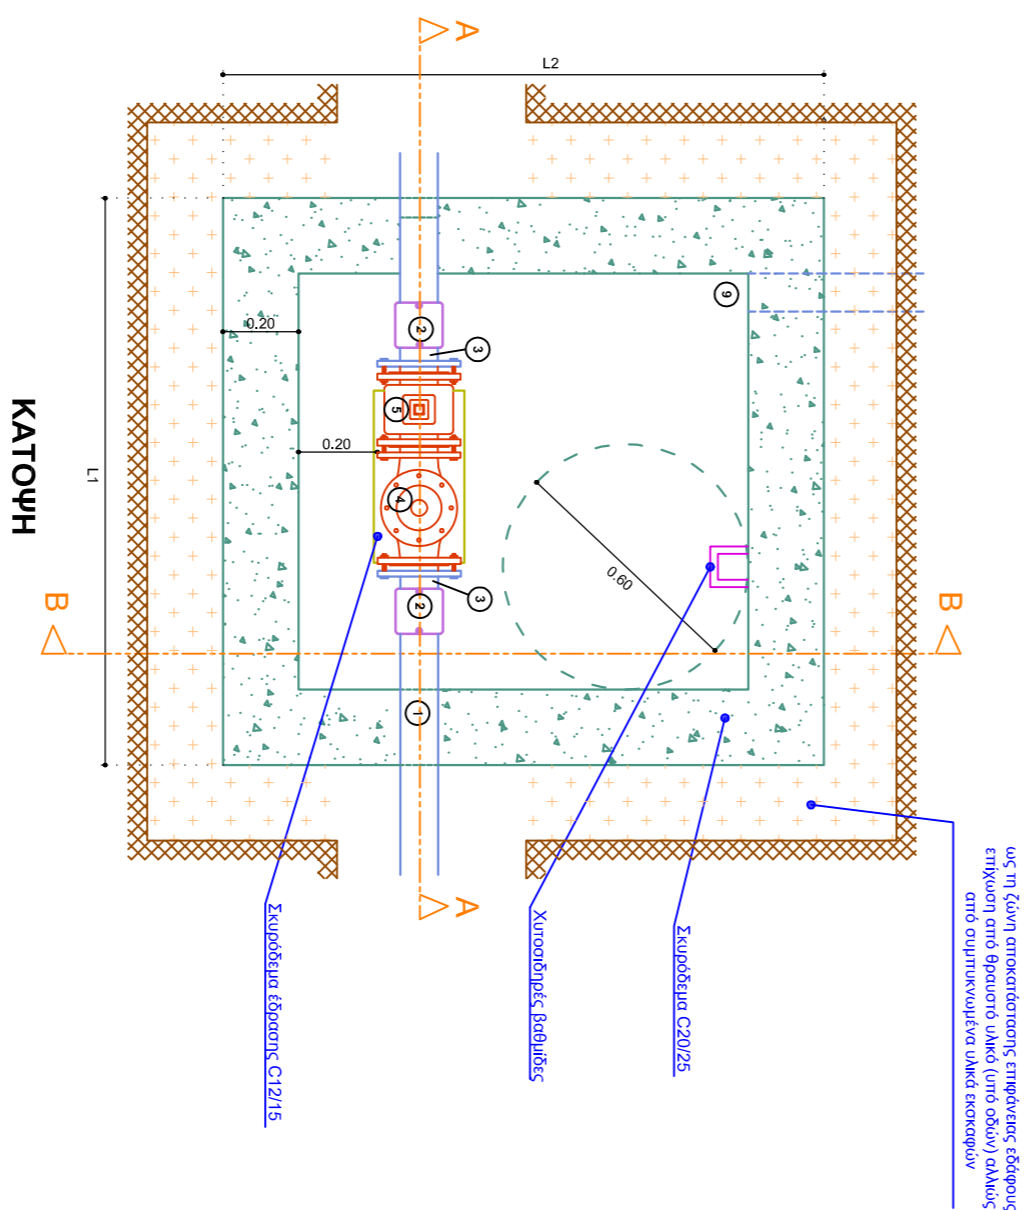 ΚΑΤΟΨΗ
L1
L2
A
A
B
B
0.20
0.20
0.60
1
2
2
3
3
4
5
9
Σκυρόδεμα έδρασης C12/15
Χυτοσιδηρές βαθμίδες
Σκυρόδεμα C20/25
ως τη ζώνη αποκατάστασης επιφάνειας εδάφους
επίχωση από θραυστό υλικό (υπό οδών) αλλιώς
από συμπυκνωμένα υλικά εκσκαφών